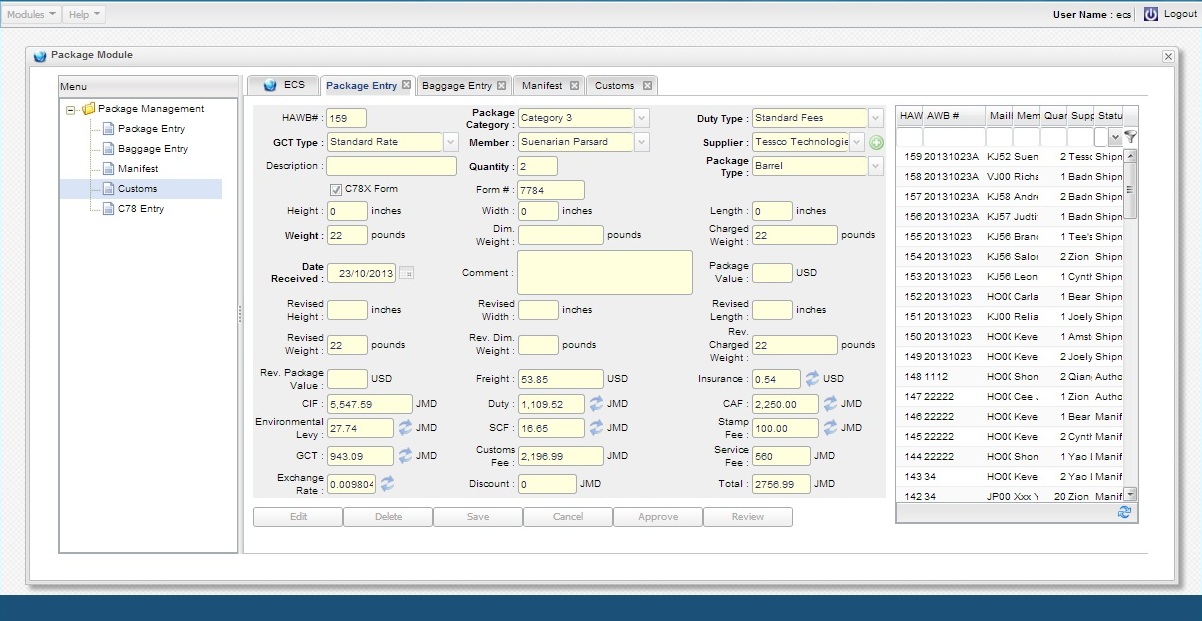 Modules Help User Name : ecs Logout
Package Module
Menu
Package Management
Package Entry
Baggage Entry
Manifest
Customs
C78 Entry
ECS Package Entry Baggage Entry Manifest Customs
HAWB# : 159 Package Category : Category 3 Duty Type : Standard Fees
GCT Type : Standard Rate Member : Suenarian Parsard Supplier : Tessco Technologie
Description : Quantity : 2 Package Type : Barrel
C78X Form Form # : 7784
Height : 0 inches Width : 0 inches Length : 0 inches
Weight : 22 pounds Dim. Weight : pounds Charged Weight : 22 pounds
Date Received : 23/10/2013 Comment : Package Value : USD
Revised Height : inches Revised Width : inches Revised Length : inches
Revised Weight : 22 pounds Rev. Dim. Weight : pounds Rev. Charged Weight : 22 pounds
Rev. Package Value : USD Freight : 53.85 USD Insurance : 0.54 USD
CIF : 5,547.59 JMD Duty : 1,109.52 JMD CAF : 2,250.00 JMD
Environmental Levy : 27.74 JMD SCF : 16.65 JMD Stamp Fee : 100.00 JMD
GCT : 943.09 JMD Customs Fee : 2,196.99 JMD Service Fee : 560 JMD
Exchange Rate : 0.009804 Discount : 0 JMD Total : 2756.99 JMD
Edit Delete Save Cancel Approve Review
HAW AWB # Maili Mem Quar Supp Statu
159 20131023A KJ52 Suen 2 Tessc Shipn
158 20131023A VJ00 Richa 1 Badn Shipn
157 20131023A KJ58 Andre 2 Badn Shipn
156 20131023A KJ57 Judti 1 Badn Shipn
155 20131023 KJ56 Branc 1 Tee's Shipn
154 20131023 KJ56 Salor 2 Zion Shipn
153 20131023 KJ56 Leon 1 Cynth Shipn
152 20131023 HO00 Carla 1 Bear Shipn
151 20131023 KJ00 Relia 1 Joely Shipn
150 20131023 HO00 Keve 1 Amst Shipn
149 20131023 HO00 Keve 2 Joely Shipn
148 1112 HO00 Shon 2 Qian Autho
147 22222 HO00 Cee 1 Zion Autho
146 22222 HO00 Keve 1 Bear Manif
145 22222 HO00 Keve 2 Cynth Manif
144 22222 HO00 Shon 1 Yao I Manif
143 34 HO00 Keve 2 Yao I Manif
142 34 JP00 Xxx Y 20 Zion Manif